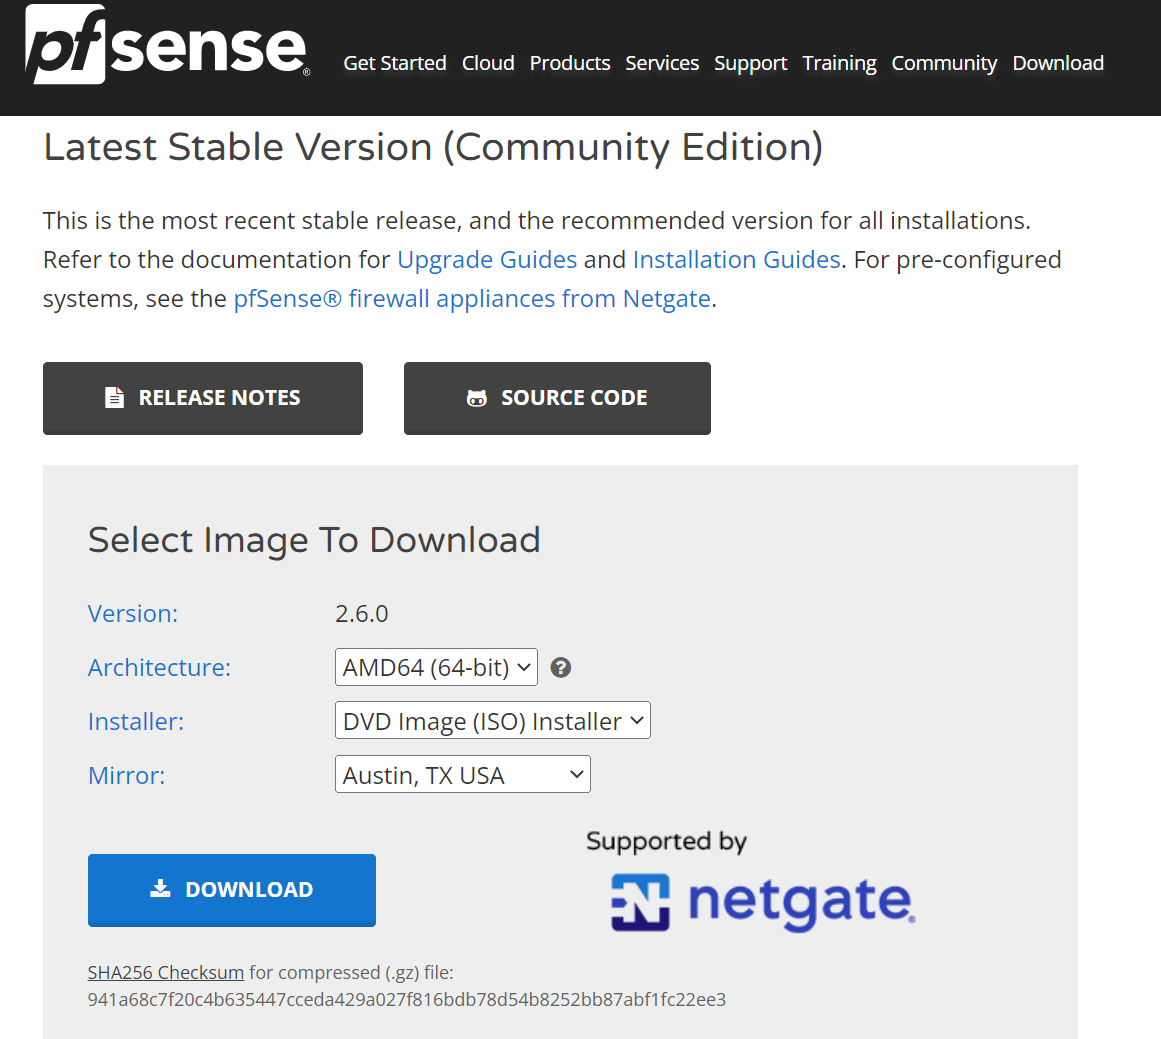 pfsense®
Get Started Cloud Products Services Support Training Community Download
Latest Stable Version (Community Edition)
This is the most recent stable release, and the recommended version for all installations.
Refer to the documentation for Upgrade Guides and Installation Guides. For pre-configured
systems, see the pfSense® firewall appliances from Netgate.
RELEASE NOTES SOURCE CODE
Select Image To Download
Version: 2.6.0
Architecture: AMD64 (64-bit) ?
Installer: DVD Image (ISO) Installer
Mirror: Austin, TX USA
Supported by
DOWNLOAD
N netgate®
SHA256 Checksum for compressed (.gz) file:
941a68c7f20c4b635447cceda429a027f816bdb78d54b8252bb87abf1fc22ee3